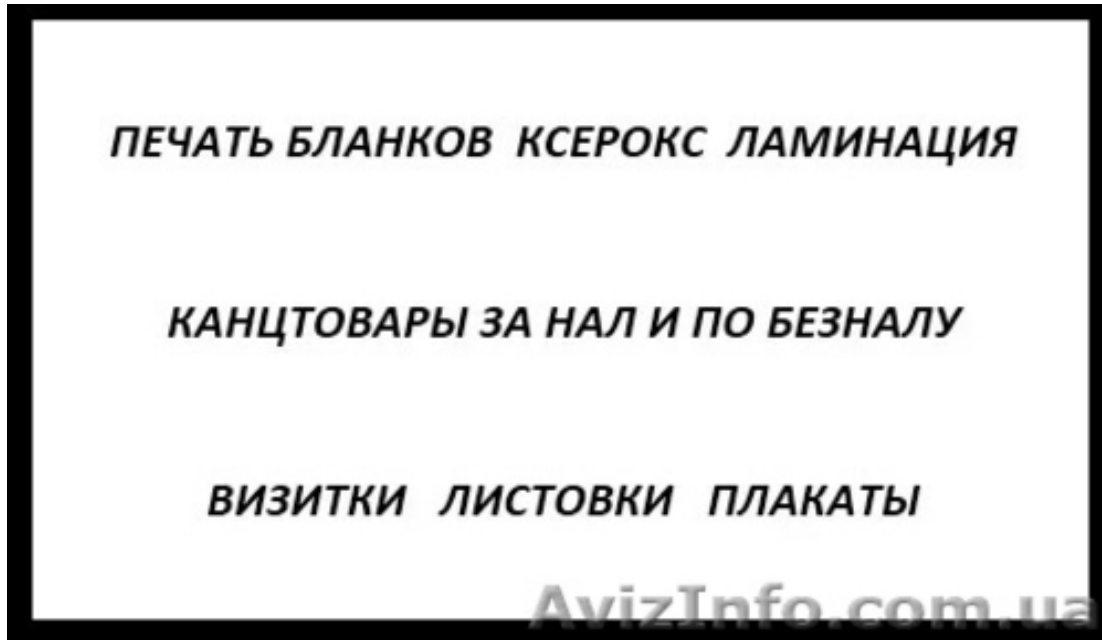 ПЕЧАТЬ БЛАНКОВ КСЕРОКС ЛАМИНАЦИЯ
КАНЦТОВАРЫ ЗА НАЛ И ПО БЕЗНАЛУ
ВИЗИТКИ ЛИСТОВКИ ПЛАКАТЫ
AvizInfo.com.ua